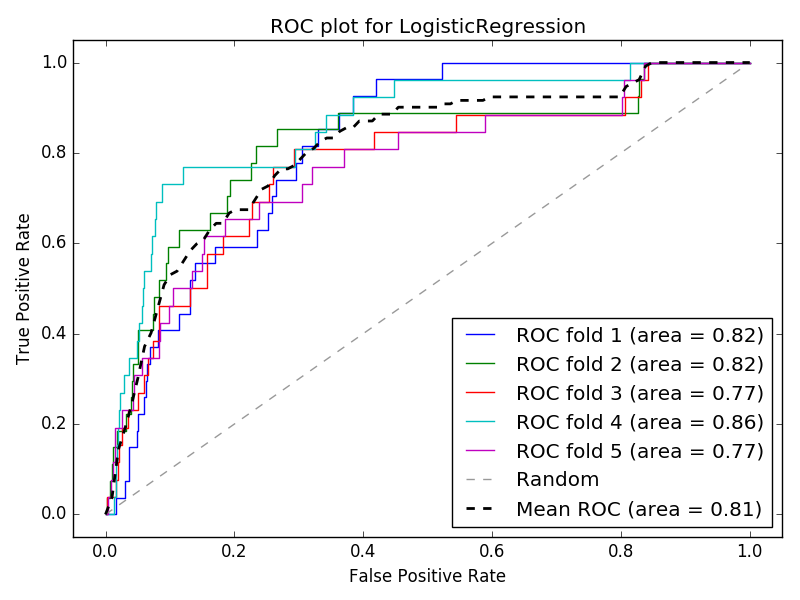 ROC plot for LogisticRegression
True Positive Rate
1.0
0.8
0.6
0.4
0.2
0.0
0.0 0.2 0.4 0.6 0.8 1.0
False Positive Rate
ROC fold 1 (area = 0.82)
ROC fold 2 (area = 0.82)
ROC fold 3 (area = 0.77)
ROC fold 4 (area = 0.86)
ROC fold 5 (area = 0.77)
Random
Mean ROC (area = 0.81)